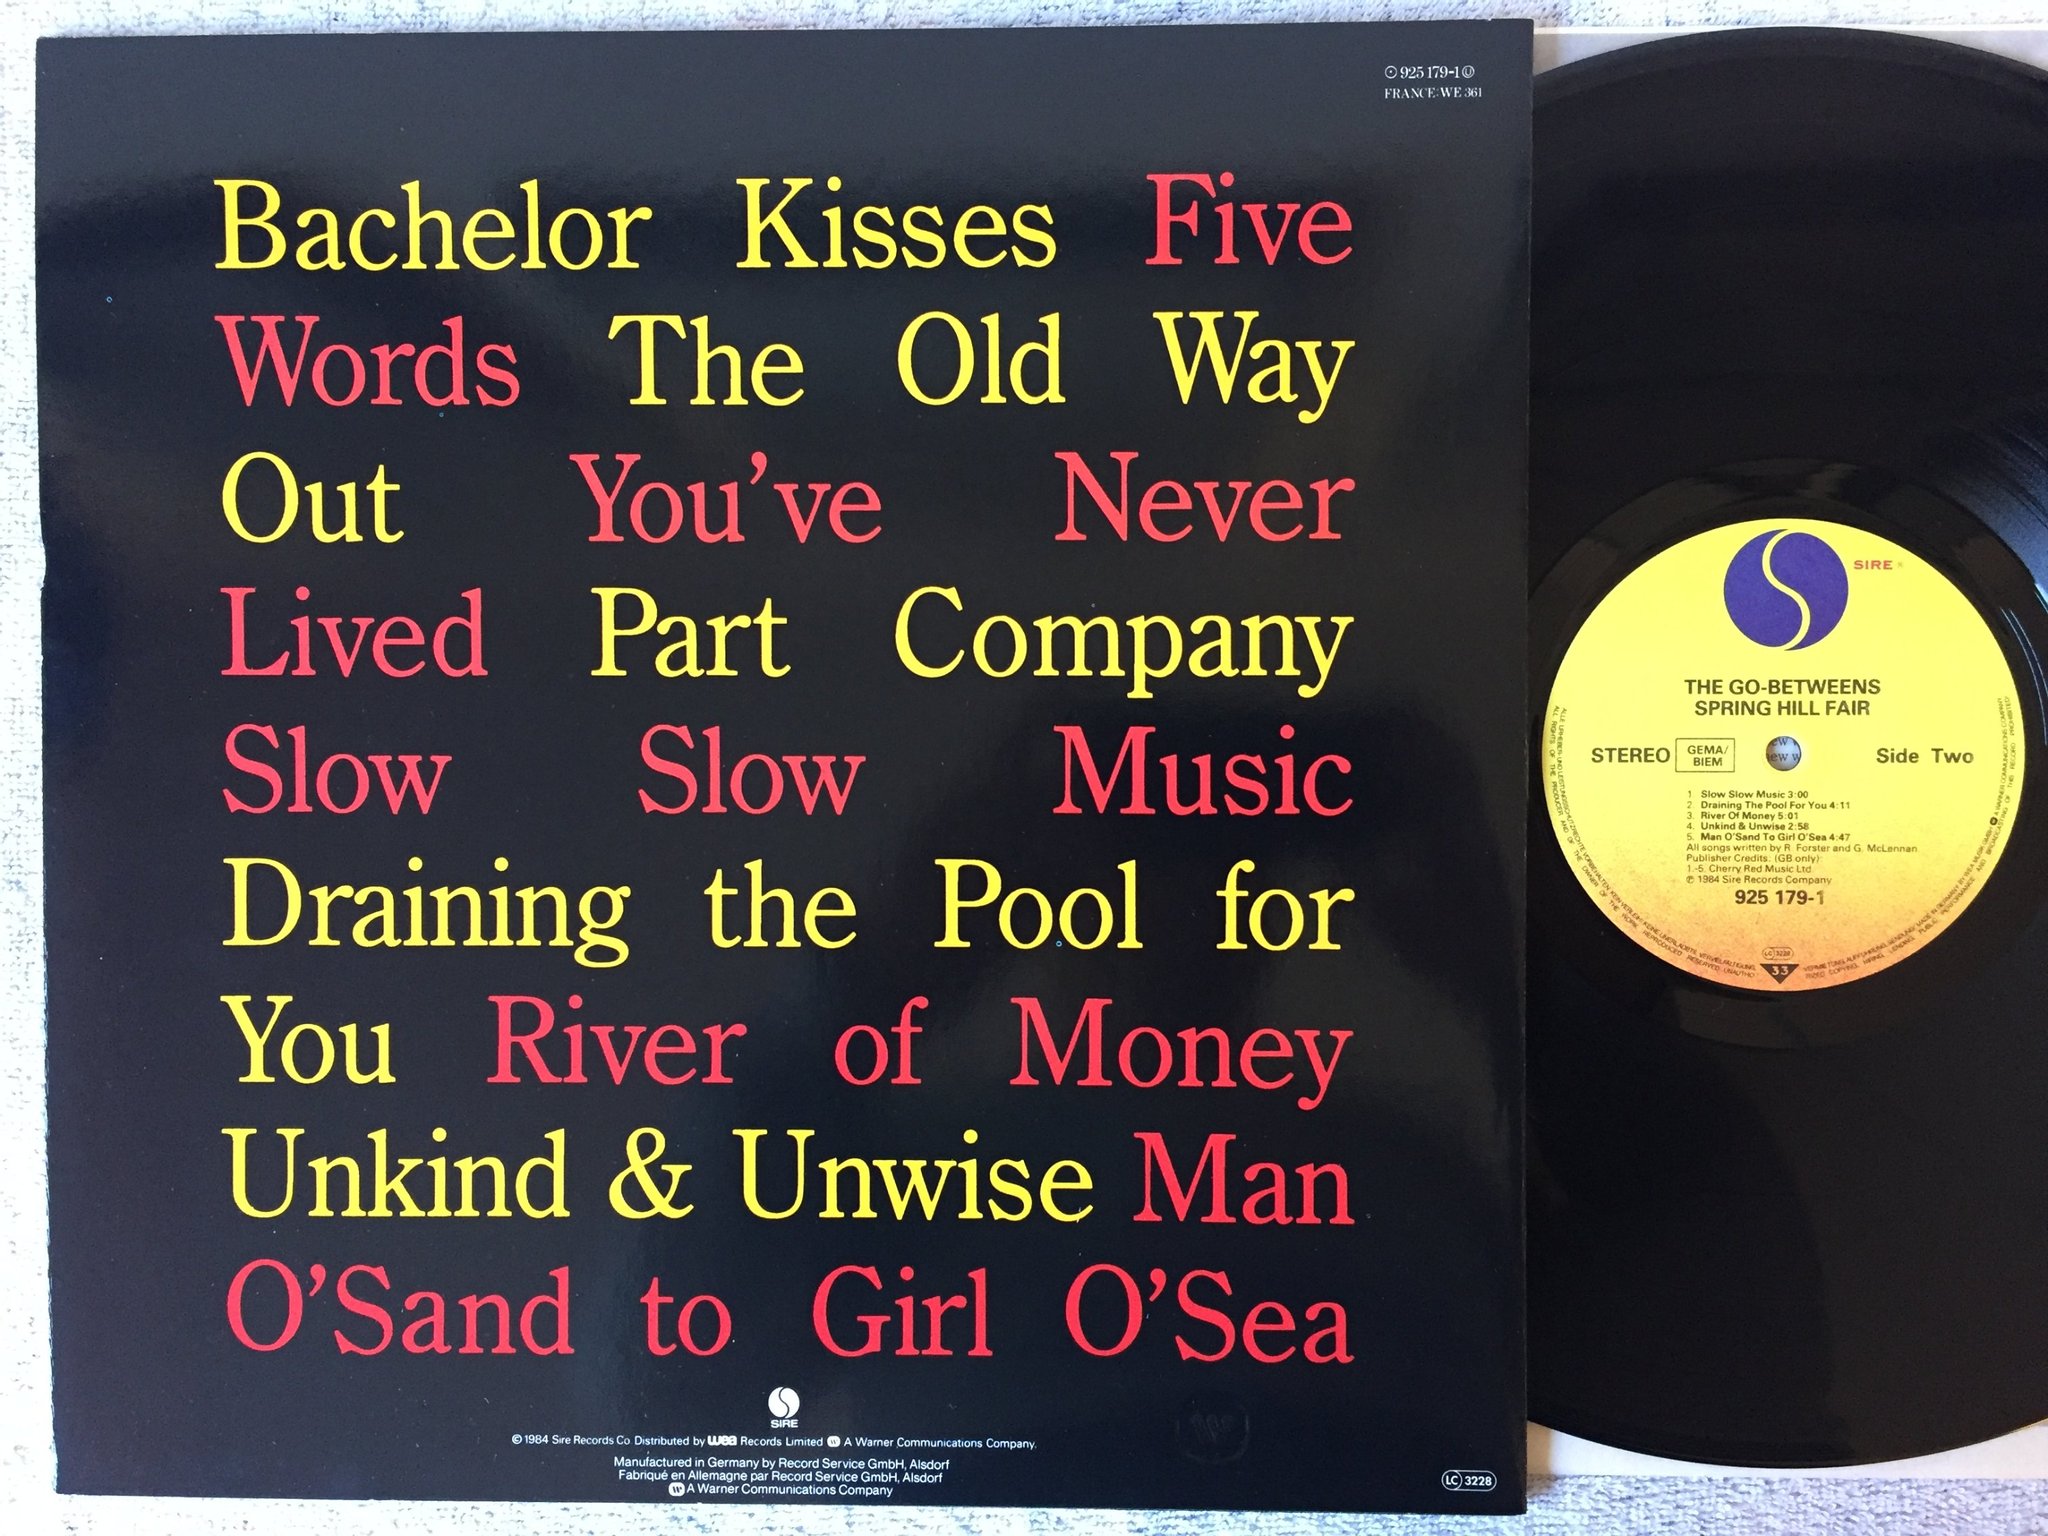 925 179-1 Ⓤ
FRANCE: WE 361
Bachelor Kisses Five
Words The Old Way
Out You've Never
Lived Part Company
Slow Slow Music
Draining the Pool for
You River of Money
Unkind & Unwise Man
O'Sand to Girl O'Sea
SIRE
© 1984 Sire Records Co. Distributed by wea Records Limited A Warner Communications Company.
Manufactured in Germany by Record Service GmbH, Alsdorf
Fabriqué en Allemagne par Record Service GmbH, Alsdorf
A Warner Communications Company
LC 3228
SIRE
THE GO-BETWEENS
SPRING HILL FAIR
STEREO
GEMA/
BIEM
Side Two
1 Slow Slow Music 3:00
2. Draining The Pool For You 4:11
3. River Of Money 5:01
4. Unkind & Unwise 2:58
5. Man O'Sand To Girl O'Sea 4:47
All songs written by R. Forster and G. McLennan
Publisher Credits: (GB only):
1.-5. Cherry Red Music Ltd.
℗ 1984 Sire Records Company
925 179-1
LC 3228
33